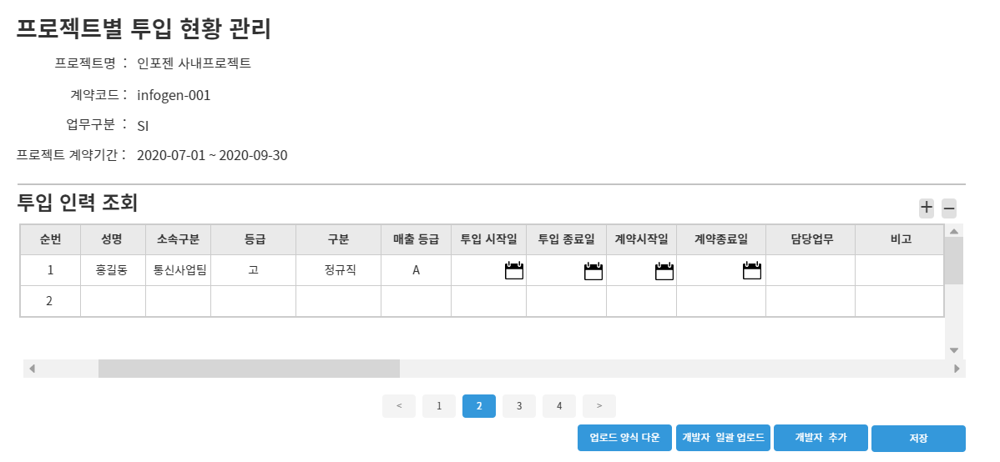 프로젝트별 투입 현황 관리
프로젝트명 : 인포젠 사내프로젝트
계약코드 : infogen-001
업무구분 : SI
프로젝트 계약기간 : 2020-07-01 ~ 2020-09-30
투입 인력 조회 + −
순번 성명 소속구분 등급 구분 매출 등급 투입 시작일 투입 종료일 계약시작일 계약종료일 담당업무 비고
1 홍길동 통신사업팀 고 정규직 A
2
< 1 2 3 4 >
업로드 양식 다운 개발자 일괄 업로드 개발자 추가 저장